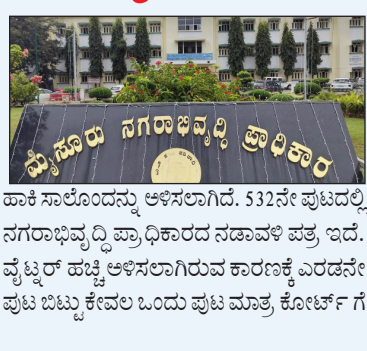 ಮೈಸೂರು ನಗರಾಭಿವೃದ್ಧಿ ಪ್ರಾಧಿಕಾರ
ಹಾಕಿ ಸಾಲೊಂದನ್ನು ಅಳಿಸಲಾಗಿದೆ. 532ನೇ ಪುಟದಲ್ಲಿ
ನಗರಾಭಿವೃದ್ಧಿ ಪ್ರಾಧಿಕಾರದ ನಡಾವಳಿ ಪತ್ರ ಇದೆ.
ವೈಟ್ನರ್ ಹಚ್ಚಿ ಅಳಿಸಲಾಗಿರುವ ಕಾರಣಕ್ಕೆ ಎರಡನೇ
ಪುಟ ಬಿಟ್ಟು ಕೇವಲ ಒಂದು ಪುಟ ಮಾತ್ರ ಕೋರ್ಟ್ ಗೆ